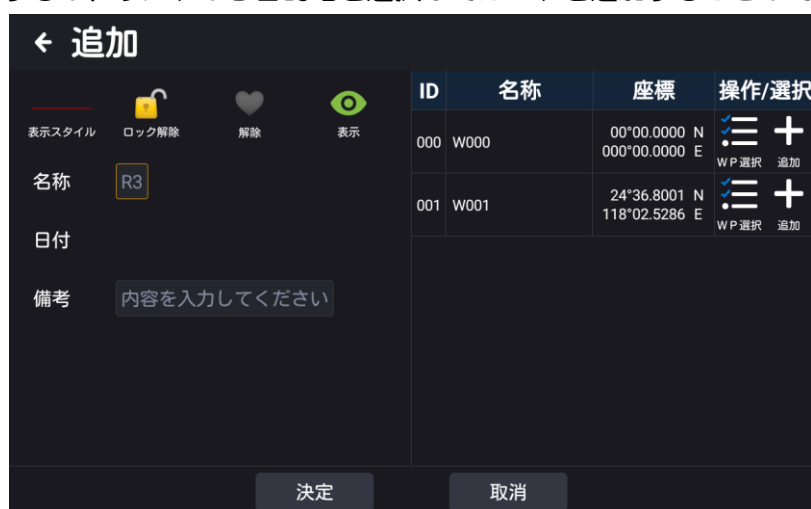 ← 追加
表示スタイル ロック解除 解除 表示
名称 R3
日付
備考 内容を入力してください
ID 名称 座標 操作/選択
000 W000 00°00.0000 N
000°00.0000 E
WP選択 追加
001 W001 24°36.8001 N
118°02.5286 E
WP選択 追加
決定 取消